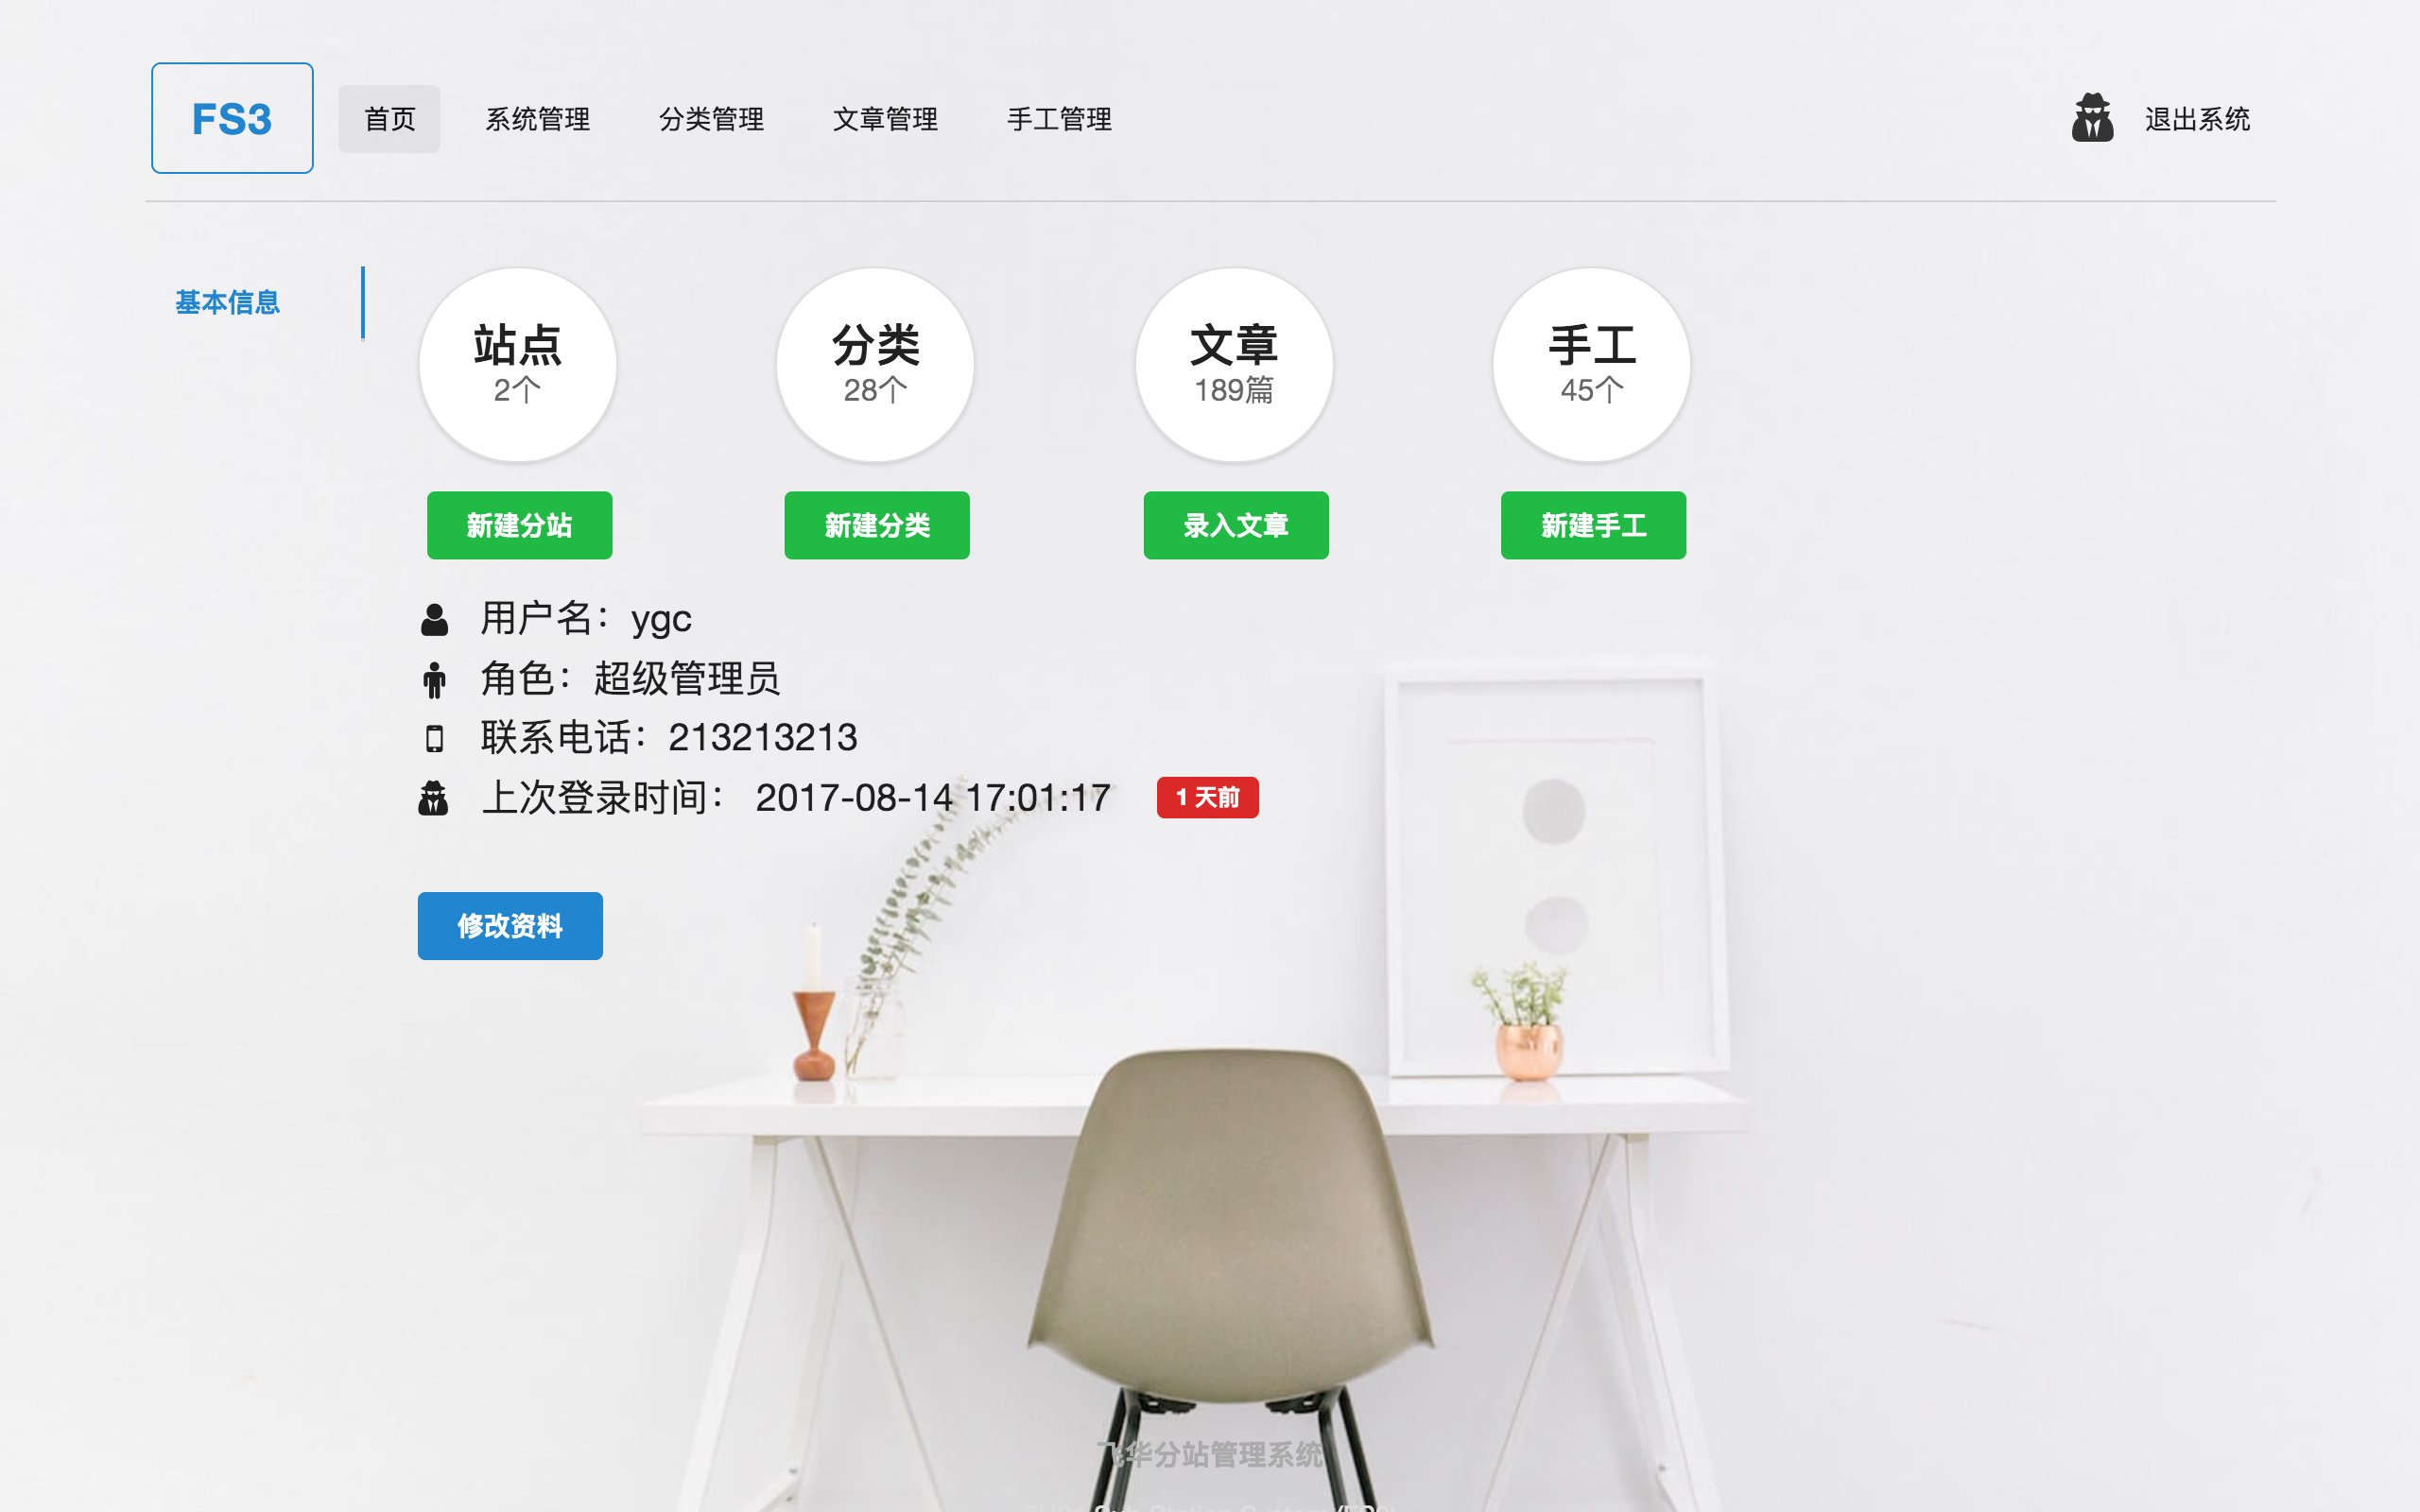 FS3
首页 系统管理 分类管理 文章管理 手工管理 退出系统
基本信息
站点 分类 文章 手工
2个 28个 189篇 45个
新建分站 新建分类 录入文章 新建手工
用户名：ygc
角色：超级管理员
联系电话：213213213
上次登录时间： 2017-08-14 17:01:17 1 天前
修改资料
飞华分站管理系统
Sub-Station System (FS3)